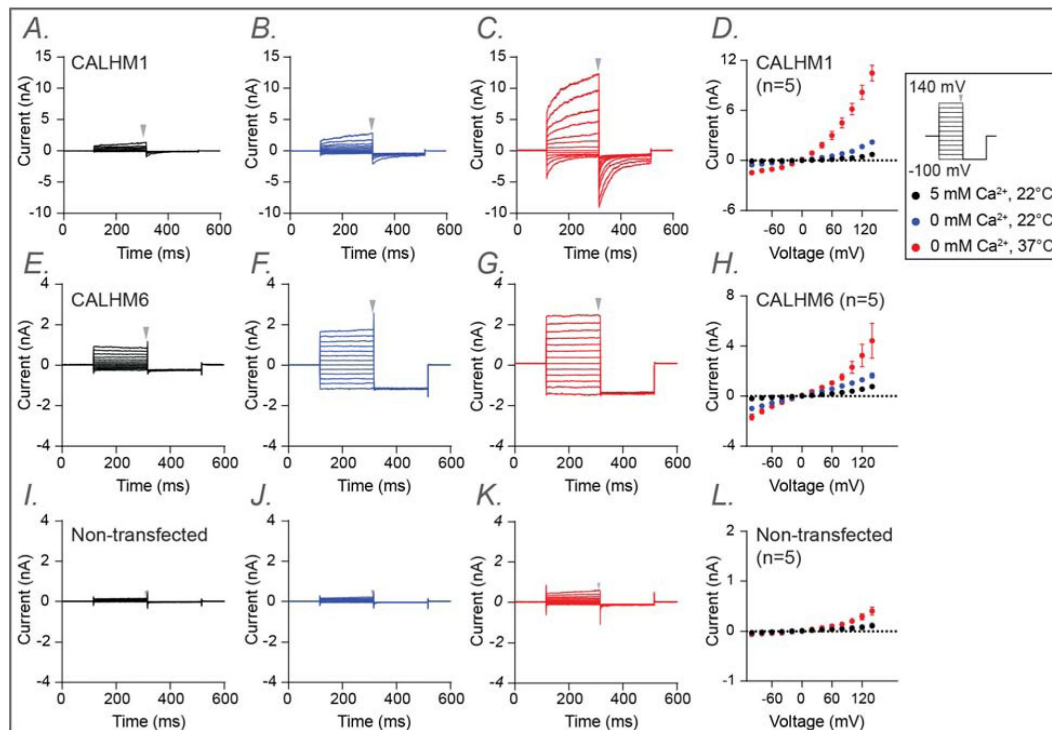 A.
CALHM1
Current (nA)
15
10
5
0
-5
-10
0 200 400 600
Time (ms)
B.
Current (nA)
15
10
5
0
-5
-10
0 200 400 600
Time (ms)
C.
Current (nA)
15
10
5
0
-5
-10
0 200 400 600
Time (ms)
D.
CALHM1
(n=5)
Current (nA)
12
6
0
-6
-60 0 60 120
Voltage (mV)
140 mV
-100 mV
5 mM Ca²⁺, 22°C
0 mM Ca²⁺, 22°C
0 mM Ca²⁺, 37°C
E.
CALHM6
Current (nA)
4
2
0
-2
-4
0 200 400 600
Time (ms)
F.
Current (nA)
4
2
0
-2
-4
0 200 400 600
Time (ms)
G.
Current (nA)
4
2
0
-2
-4
0 200 400 600
Time (ms)
H.
CALHM6 (n=5)
Current (nA)
8
4
0
-4
-60 0 60 120
Voltage (mV)
I.
Non-transfected
Current (nA)
4
2
0
-2
-4
0 200 400 600
Time (ms)
J.
Current (nA)
4
2
0
-2
-4
0 200 400 600
Time (ms)
K.
Current (nA)
4
2
0
-2
-4
0 200 400 600
Time (ms)
L.
Non-transfected
(n=5)
Current (nA)
2
1
0
-1
-60 0 60 120
Voltage (mV)